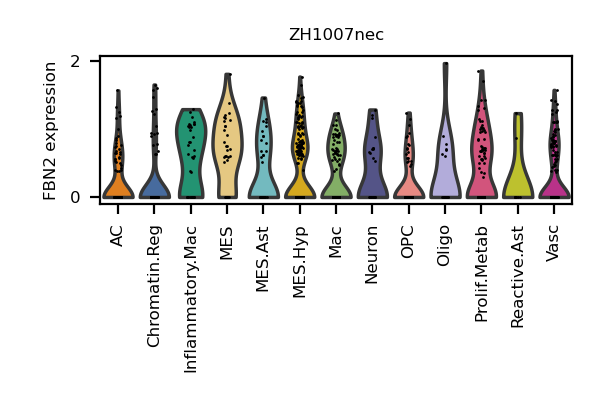 ZH1007nec
FBN2 expression
2
0
AC
Chromatin.Reg
Inflammatory.Mac
MES
MES.Ast
MES.Hyp
Mac
Neuron
OPC
Oligo
Prolif.Metab
Reactive.Ast
Vasc